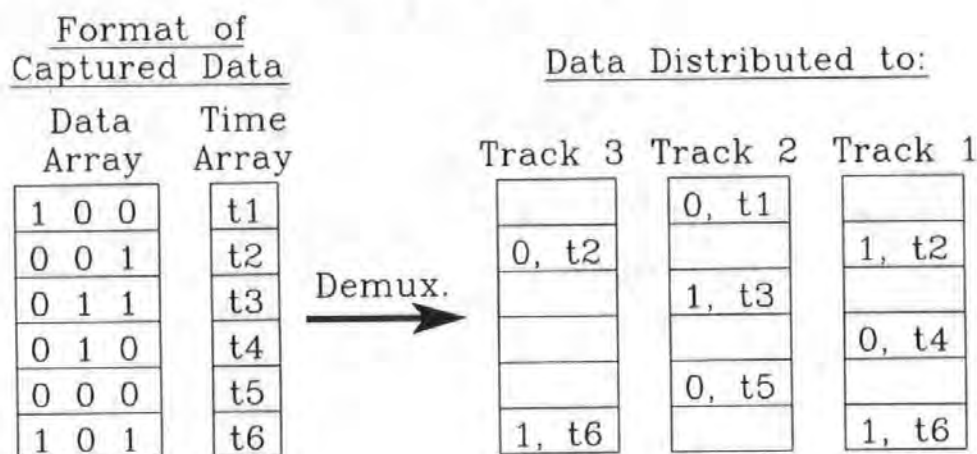 Format of
Captured Data
Data Distributed to:
Data Array
Time Array
Track 3 Track 2 Track 1
1 0 0 t1 0, t1
0 0 1 t2 0, t2 1, t2
0 1 1 t3 1, t3
Demux.
0 1 0 t4 0, t4
0 0 0 t5 0, t5
1 0 1 t6 1, t6 1, t6